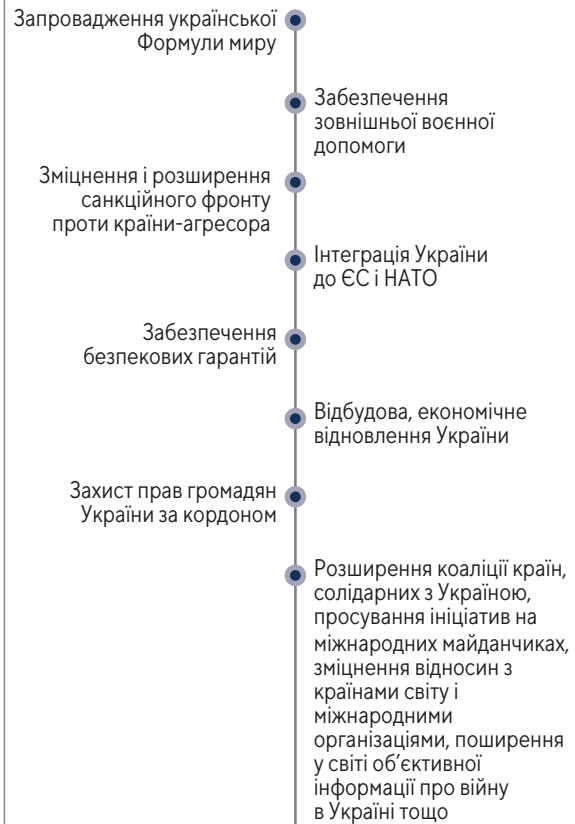 Запровадження української
Формули миру
Забезпечення
зовнішньої воєнної
допомоги
Зміцнення і розширення
санкційного фронту
проти країни-агресора
Інтеграція України
до ЄС і НАТО
Забезпечення
безпекових гарантій
Відбудова, економічне
відновлення України
Захист прав громадян
України за кордоном
Розширення коаліції країн,
солідарних з Україною,
просування ініціатив на
міжнародних майданчиках,
зміцнення відносин з
країнами світу і
міжнародними
організаціями, поширення
у світі об’єктивної
інформації про війну
в Україні тощо